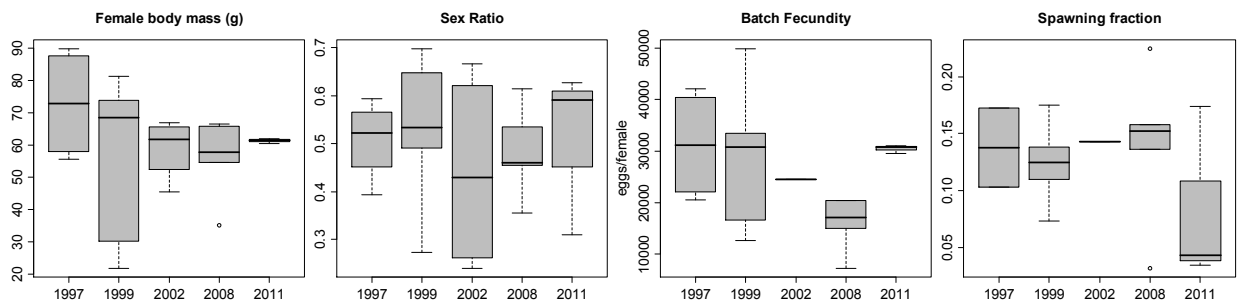 Female body mass (g)
90
80
70
60
50
40
30
20
1997 1999 2002 2008 2011
Sex Ratio
0.7
0.6
0.5
0.4
0.3
1997 1999 2002 2008 2011
Batch Fecundity
eggs/female
50000
40000
30000
20000
10000
1997 1999 2002 2008 2011
Spawning fraction
0.20
0.15
0.10
0.05
1997 1999 2002 2008 2011